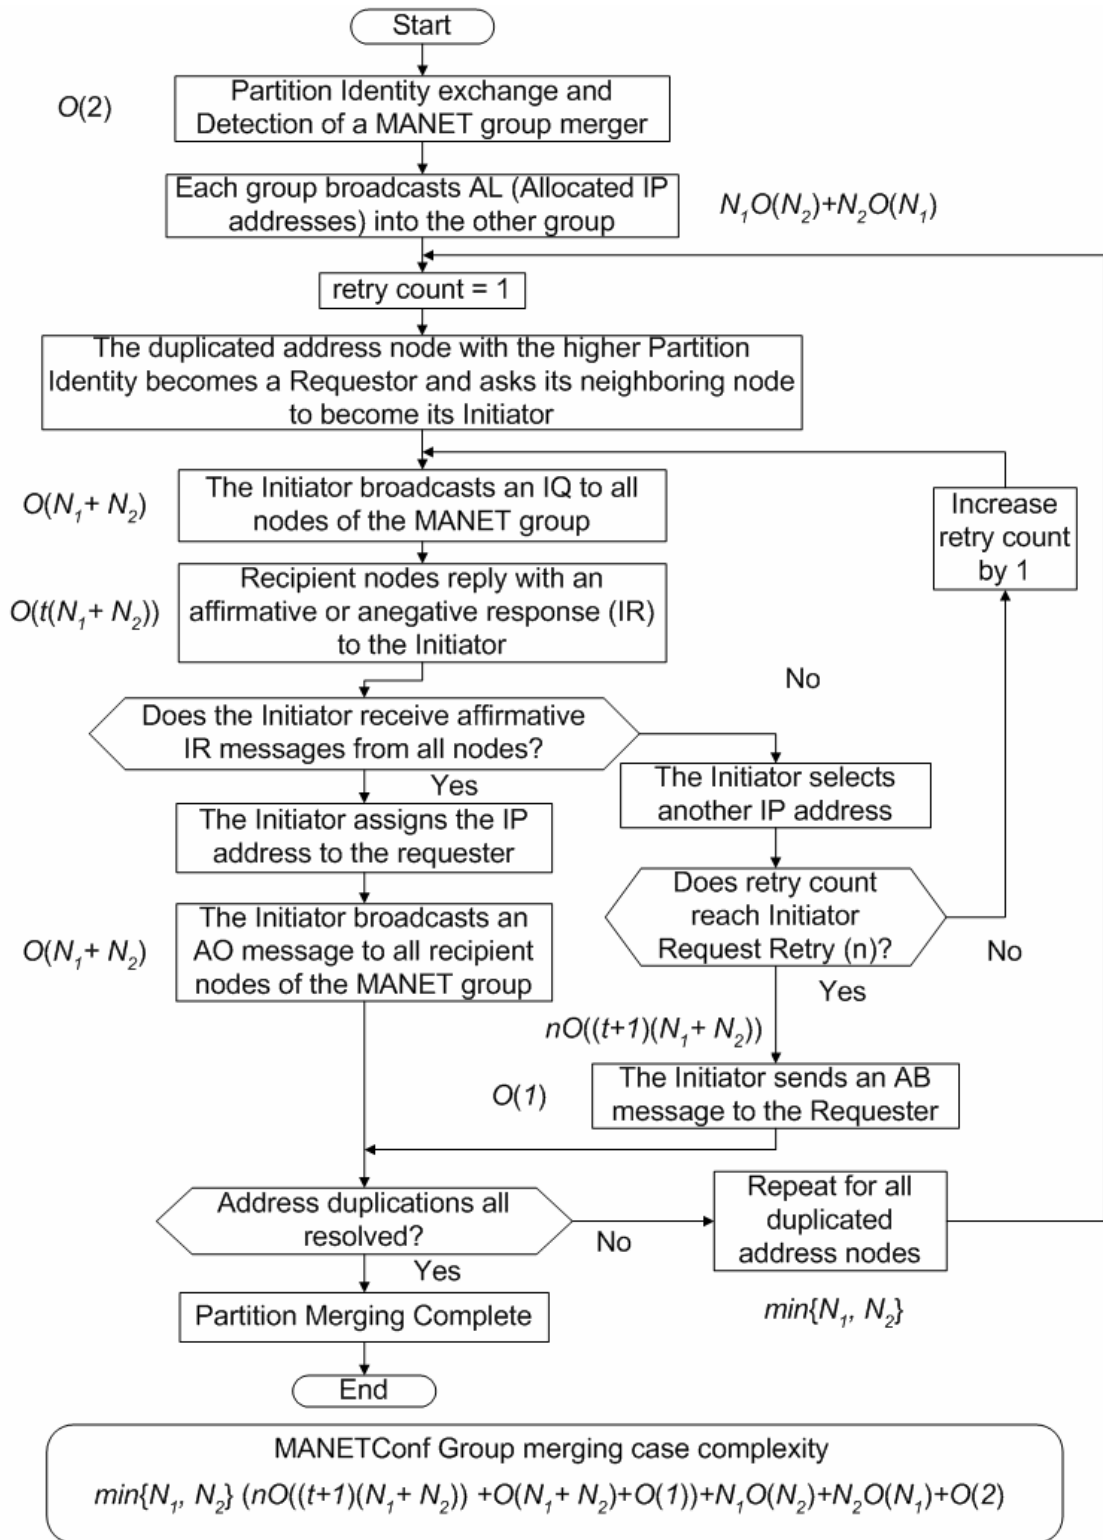 Start
O(2)
Partition Identity exchange and
Detection of a MANET group merger
Each group broadcasts AL (Allocated IP
addresses) into the other group
N₁O(N₂)+N₂O(N₁)
retry count = 1
The duplicated address node with the higher Partition
Identity becomes a Requestor and asks its neighboring node
to become its Initiator
O(N₁+ N₂)
The Initiator broadcasts an IQ to all
nodes of the MANET group
Increase
retry count
by 1
O(t(N₁+ N₂))
Recipient nodes reply with an
affirmative or anegative response (IR)
to the Initiator
No
Does the Initiator receive affirmative
IR messages from all nodes?
Yes
The Initiator selects
another IP address
The Initiator assigns the IP
address to the requester
Does retry count
reach Initiator
Request Retry (n)?
No
Yes
O(N₁+ N₂)
The Initiator broadcasts an
AO message to all recipient
nodes of the MANET group
nO((t+1)(N₁+ N₂))
O(1)
The Initiator sends an AB
message to the Requester
Address duplications all
resolved?
No
Yes
Repeat for all
duplicated
address nodes
min{N₁, N₂}
Partition Merging Complete
End
MANETConf Group merging case complexity
min{N₁, N₂} (nO((t+1)(N₁+ N₂)) +O(N₁+ N₂)+O(1))+N₁O(N₂)+N₂O(N₁)+O(2)